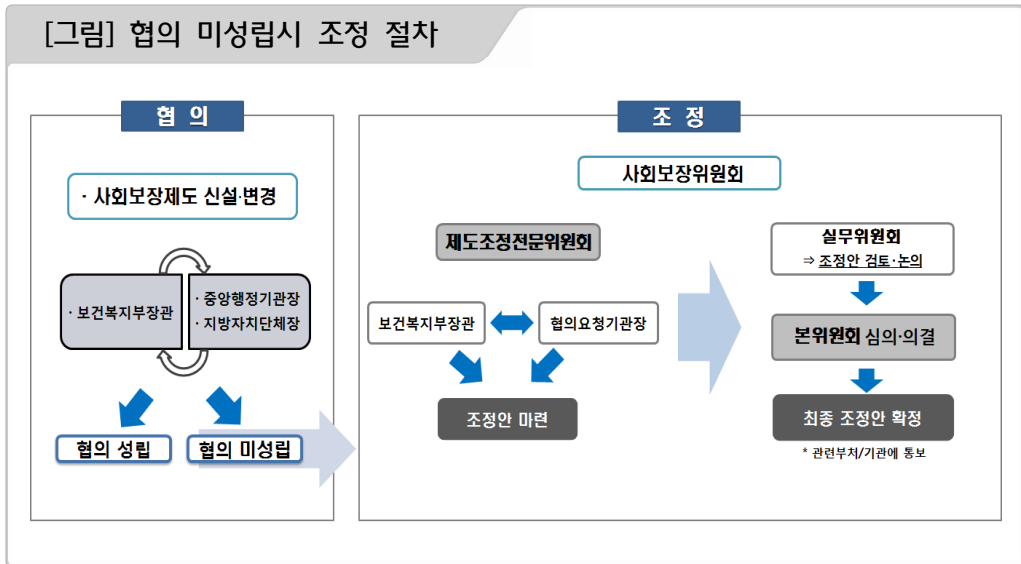 [그림] 협의 미성립시 조정 절차
협 의
· 사회보장제도 신설·변경
· 보건복지부장관
· 중앙행정기관장
· 지방자치단체장
협의 성립
협의 미성립
조 정
사회보장위원회
제도조정전문위원회
보건복지부장관
협의요청기관장
조정안 마련
실무위원회
⇒ 조정안 검토·논의
본위원회 심의·의결
최종 조정안 확정
* 관련부처/기관에 통보